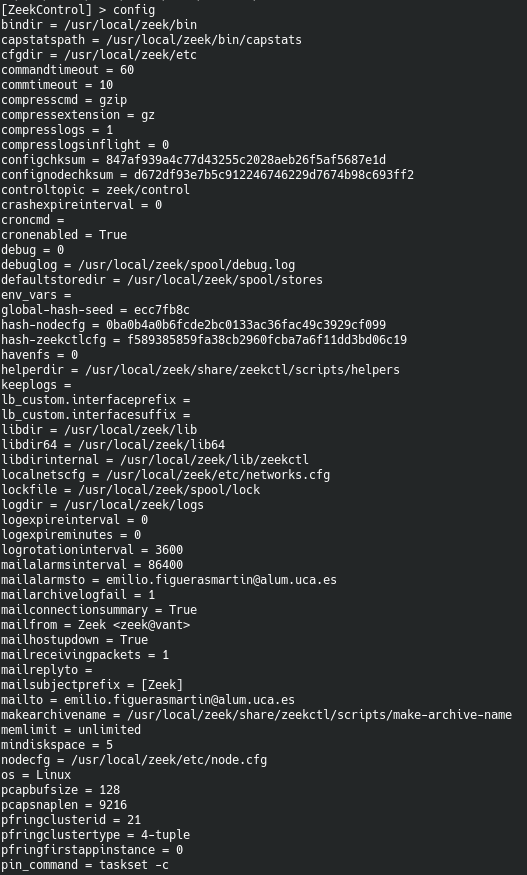 [ZeekControl] > config
bindir = /usr/local/zeek/bin
capstatspath = /usr/local/zeek/bin/capstats
cfgdir = /usr/local/zeek/etc
commandtimeout = 60
commtimeout = 10
compresscmd = gzip
compressextension = gz
compresslogs = 1
compresslogsinflight = 0
configchksum = 847af939a4c77d43255c2028aeb26f5af5687e1d
confignodechksum = d672df93e7b5c912246746229d7674b98c693ff2
controltopic = zeek/control
crashexpireinterval = 0
croncmd =
cronenabled = True
debug = 0
debuglog = /usr/local/zeek/spool/debug.log
defaultstoredir = /usr/local/zeek/spool/stores
env_vars =
global-hash-seed = ecc7fb8c
hash-nodecfg = 0ba0b4a0b6fcde2bc0133ac36fac49c3929cf099
hash-zeekctlcfg = f589385859fa38cb2960fcba7a6f11dd3bd06c19
havenfs = 0
helperdir = /usr/local/zeek/share/zeekctl/scripts/helpers
keeplogs =
lb_custom.interfaceprefix =
lb_custom.interfacesuffix =
libdir = /usr/local/zeek/lib
libdir64 = /usr/local/zeek/lib64
libdirinternal = /usr/local/zeek/lib/zeekctl
localnetscfg = /usr/local/zeek/etc/networks.cfg
lockfile = /usr/local/zeek/spool/lock
logdir = /usr/local/zeek/logs
logexpireinterval = 0
logexpireminutes = 0
logrotationinterval = 3600
mailalarmsinterval = 86400
mailalarmsto = emilio.figuerasmartin@alum.uca.es
mailarchivelogfail = 1
mailconnectionsummary = True
mailfrom = Zeek <zeek@vant>
mailhostupdown = True
mailreceivingpackets = 1
mailreplyto =
mailsubjectprefix = [Zeek]
mailto = emilio.figuerasmartin@alum.uca.es
makearchivename = /usr/local/zeek/share/zeekctl/scripts/make-archive-name
memlimit = unlimited
mindiskspace = 5
nodecfg = /usr/local/zeek/etc/node.cfg
os = Linux
pcapbufsize = 128
pcapsnaplen = 9216
pfringclusterid = 21
pfringclustertype = 4-tuple
pfringfirstappinstance = 0
pin_command = taskset -c